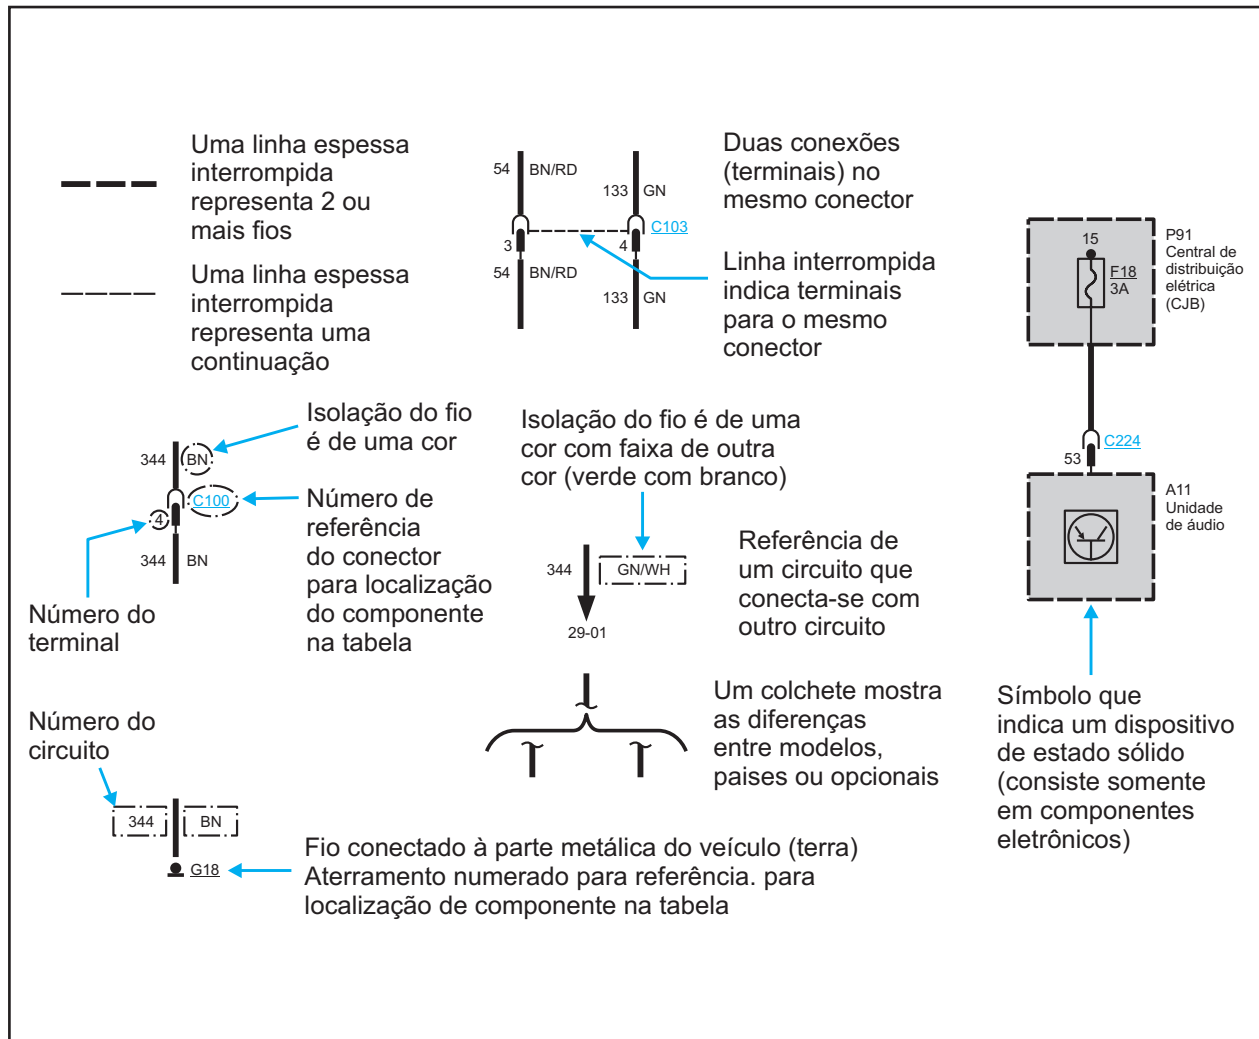 Uma linha espessa
interrompida
representa 2 ou
mais fios
Uma linha espessa
interrompida
representa uma
continuação
54
BN/RD
133
GN
C103
3
4
54
BN/RD
133
GN
Duas conexões
(terminais) no
mesmo conector
Linha interrompida
indica terminais
para o mesmo
conector
15
F18
3A
P91
Central de
distribuição
elétrica
(CJB)
C224
53
A11
Unidade
de áudio
Símbolo que
indica um dispositivo
de estado sólido
(consiste somente
em componentes
eletrônicos)
Isolação do fio
é de uma cor
344
BN
C100
4
344
BN
Número de
referência
do conector
para localização
do componente
na tabela
Número do
terminal
Isolação do fio é de uma
cor com faixa de outra
cor (verde com branco)
344
GN/WH
29-01
Referência de
um circuito que
conecta-se com
outro circuito
Um colchete mostra
as diferenças
entre modelos,
paises ou opcionais
Número do
circuito
344
BN
G18
Fio conectado à parte metálica do veículo (terra)
Aterramento numerado para referência. para
localização de componente na tabela